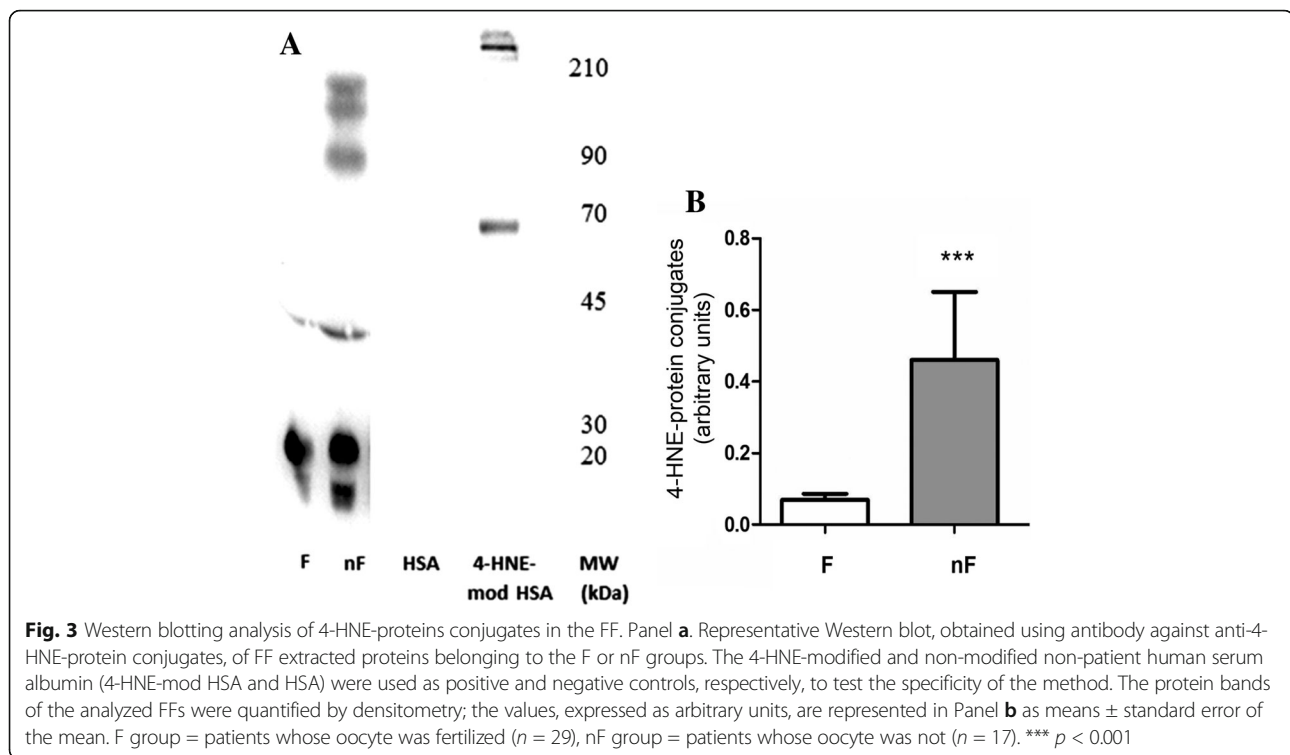 A
210
90
70
45
30
20
F nF HSA 4-HNE- MW
mod HSA (kDa)
B
4-HNE-protein conjugates
(arbitrary units)
0.8
0.6
0.4
0.2
0.0
***
F nF
Fig. 3 Western blotting analysis of 4-HNE-proteins conjugates in the FF. Panel a. Representative Western blot, obtained using antibody against anti-4-
HNE-protein conjugates, of FF extracted proteins belonging to the F or nF groups. The 4-HNE-modified and non-modified non-patient human serum
albumin (4-HNE-mod HSA and HSA) were used as positive and negative controls, respectively, to test the specificity of the method. The protein bands
of the analyzed FFs were quantified by densitometry; the values, expressed as arbitrary units, are represented in Panel b as means ± standard error of
the mean. F group = patients whose oocyte was fertilized (n = 29), nF group = patients whose oocyte was not (n = 17). *** p < 0.001